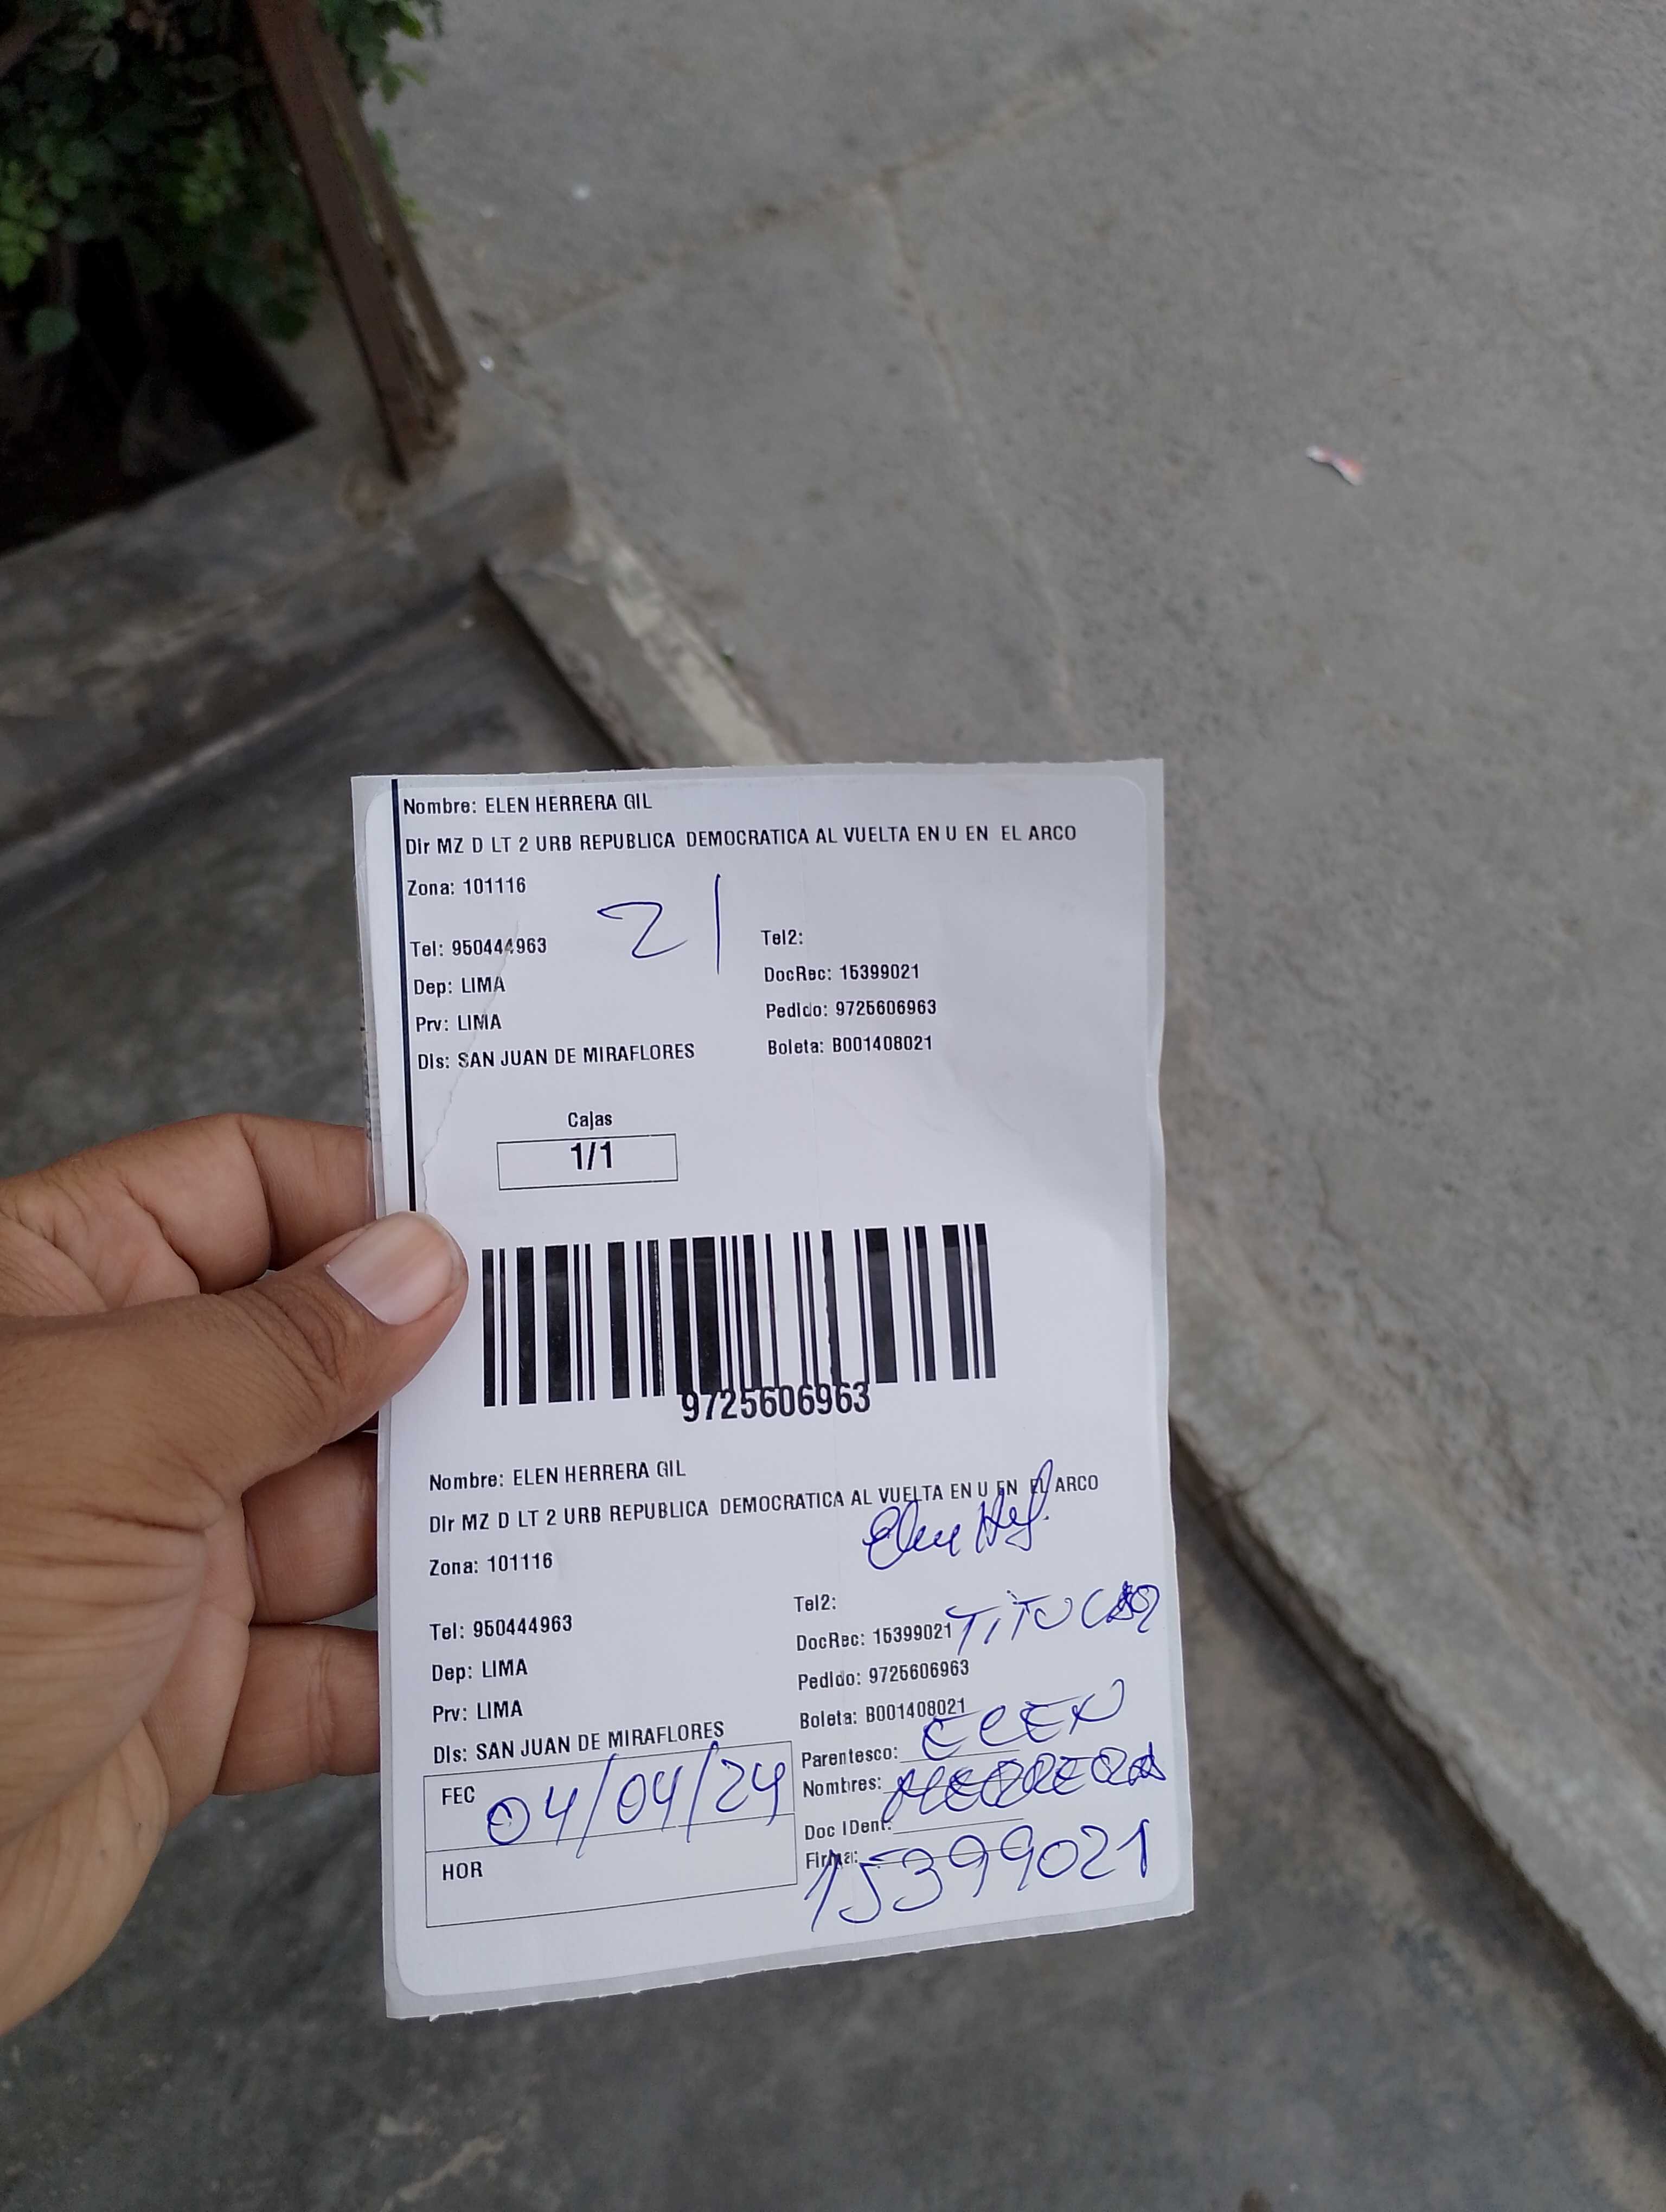 Nombre: ELEN HERRERA GIL
Dir MZ D LT 2 URB REPUBLICA DEMOCRATICA AL VUELTA EN U EN EL ARCO
Zona: 101116
21
Tel: 950444963
Tel2:
Dep: LIMA
DocRec: 15399021
Prv: LIMA
Pedido: 9725606963
Dis: SAN JUAN DE MIRAFLORES
Boleta: B001408021
Cajas
1/1
9725606963
Nombre: ELEN HERRERA GIL
Dir MZ D LT 2 URB REPUBLICA DEMOCRATICA AL VUELTA EN U EN EL ARCO
Zona: 101116
Elen
Tel: 950444963
Tel2:
Dep: LIMA
DocRec: 15399021 TITULAR
Prv: LIMA
Pedido: 9725606963
Dis: SAN JUAN DE MIRAFLORES
Boleta: B001408021
Parentesco: ELEN
Nombres: HERRERA
FEC 04/04/24
Doc IDent:
HOR
Firma: 15399021